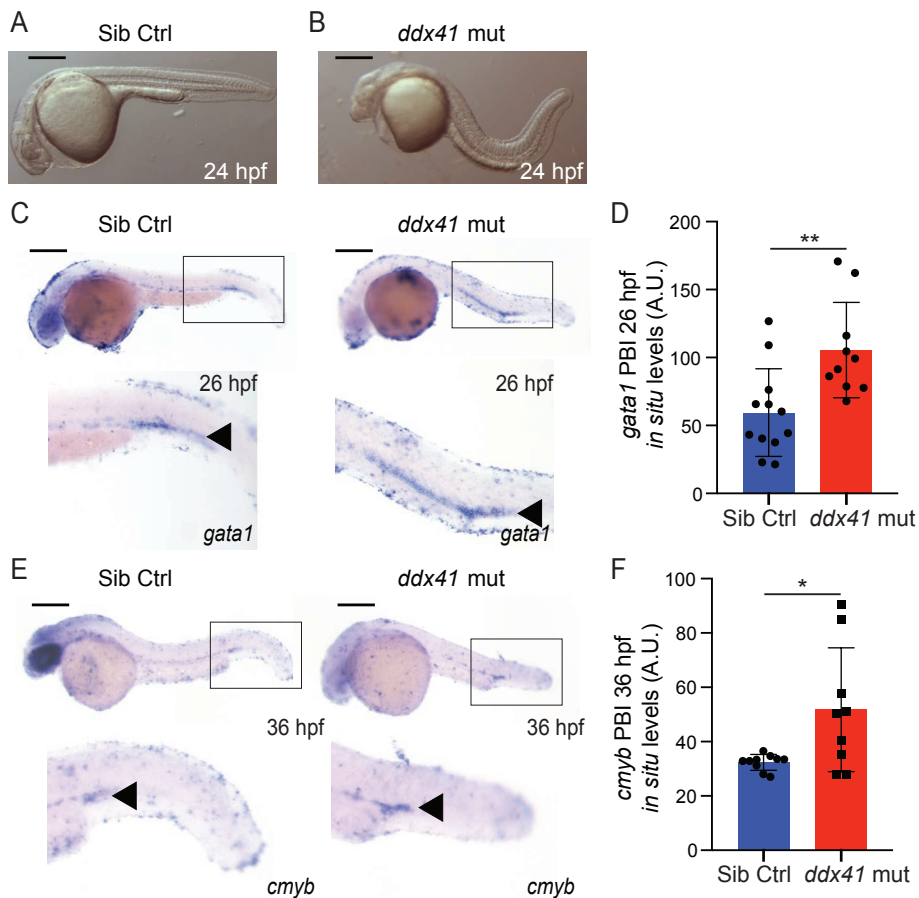 A
Sib Ctrl
24 hpf
B
ddx41 mut
24 hpf
C
Sib Ctrl
26 hpf
gata1
ddx41 mut
26 hpf
gata1
D
gata1 PBI 26 hpf
in situ levels (A.U.)
200
150
100
50
0
**
Sib Ctrl
ddx41 mut
E
Sib Ctrl
36 hpf
cmyb
ddx41 mut
36 hpf
cmyb
F
cmyb PBI 36 hpf
in situ levels (A.U.)
100
80
60
40
20
0
*
Sib Ctrl
ddx41 mut